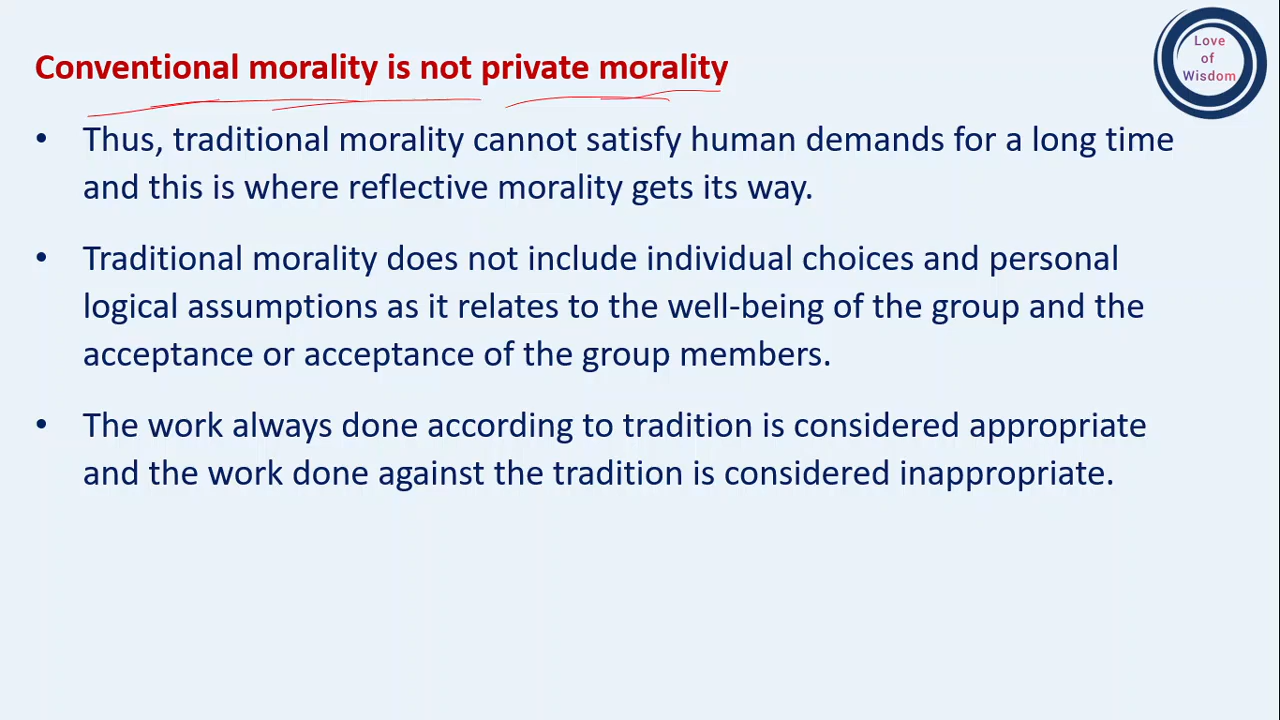 Conventional morality is not private morality
Love
of
Wisdom
• Thus, traditional morality cannot satisfy human demands for a long time
and this is where reflective morality gets its way.
• Traditional morality does not include individual choices and personal
logical assumptions as it relates to the well-being of the group and the
acceptance or acceptance of the group members.
• The work always done according to tradition is considered appropriate
and the work done against the tradition is considered inappropriate.